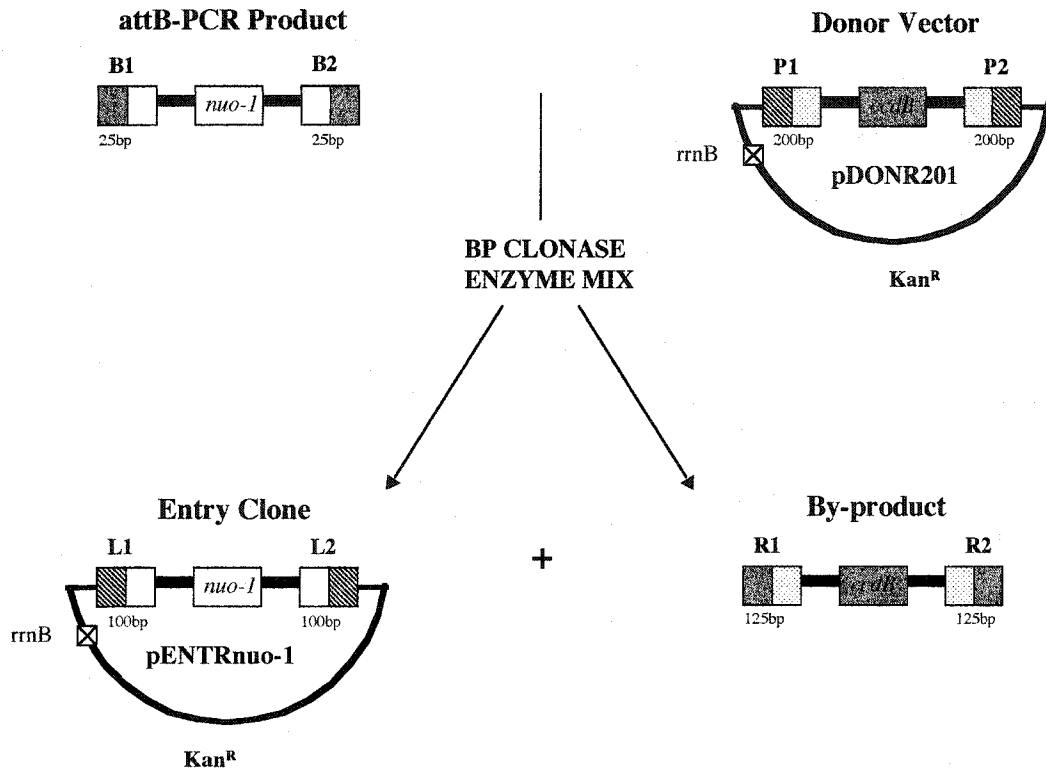 attB-PCR Product
Donor Vector
B1
B2
nuo-1
25bp
25bp
P1
P2
200bp
200bp
rrnB
pDONR201
Kanᴿ
BP CLONASE
ENZYME MIX
Entry Clone
By-product
L1
L2
nuo-1
100bp
100bp
rrnB
pENTRnuo-1
Kanᴿ
+
R1
R2
125bp
125bp